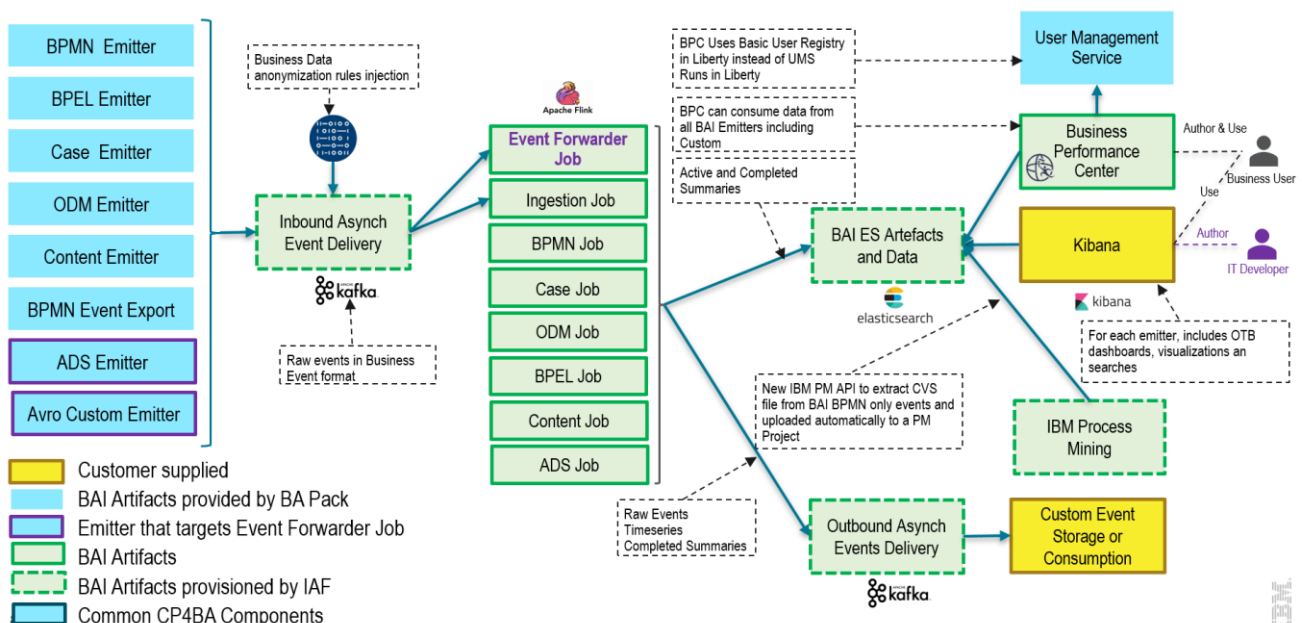 BPMN  Emitter
BPEL Emitter
Case  Emitter
ODM Emitter
Content Emitter
BPMN Event Export
ADS Emitter
Avro Custom Emitter
Customer supplied
BAI Artifacts provided by BA Pack
Emitter that targets Event Forwarder Job
BAI Artifacts
BAI Artifacts provisioned by IAF
Common CP4BA Components
Business Data
anonymization rules injection
Inbound Asynch
Event Delivery
APACHE
kafka.
Raw events in Business
Event format
Apache Flink
Event Forwarder
Job
Ingestion Job
BPMN Job
Case Job
ODM Job
BPEL Job
Content Job
ADS Job
BPC Uses Basic User Registry
in Liberty instead of UMS
Runs in Liberty
BPC can consume data from
all BAI Emitters including
Custom
Active and Completed
Summaries
BAI ES Artefacts
and Data
elasticsearch
New IBM PM API to extract CVS
file from BAI BPMN only events and
uploaded automatically to a PM
Project
Raw Events
Timeseries
Completed Summaries
Outbound Asynch
Events Delivery
APACHE
kafka.
User Management
Service
Business
Performance
Center
Author & Use
Business User
Use
Kibana
Author
IT Developer
kibana
For each emitter, includes OTB
dashboards, visualizations an
searches
IBM Process
Mining
Custom Event
Storage or
Consumption
IBM.